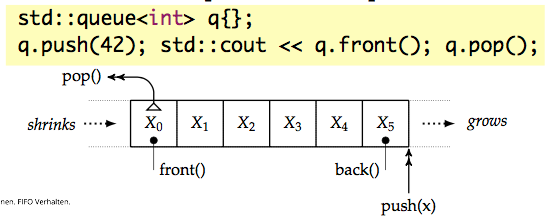 std::queue<int> q{};
q.push(42); std::cout << q.front(); q.pop();
pop()
shrinks X0 X1 X2 X3 X4 X5 grows
front() back()
nen. FIFO Verhalten.
push(x)